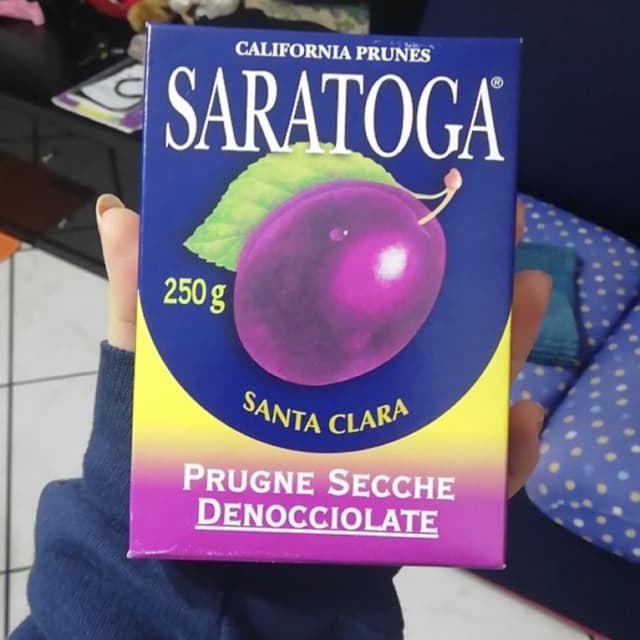 CALIFORNIA PRUNES
SARATOGA®
250 g
SANTA CLARA
PRUGNE SECCHE
DENOCCIOLATE